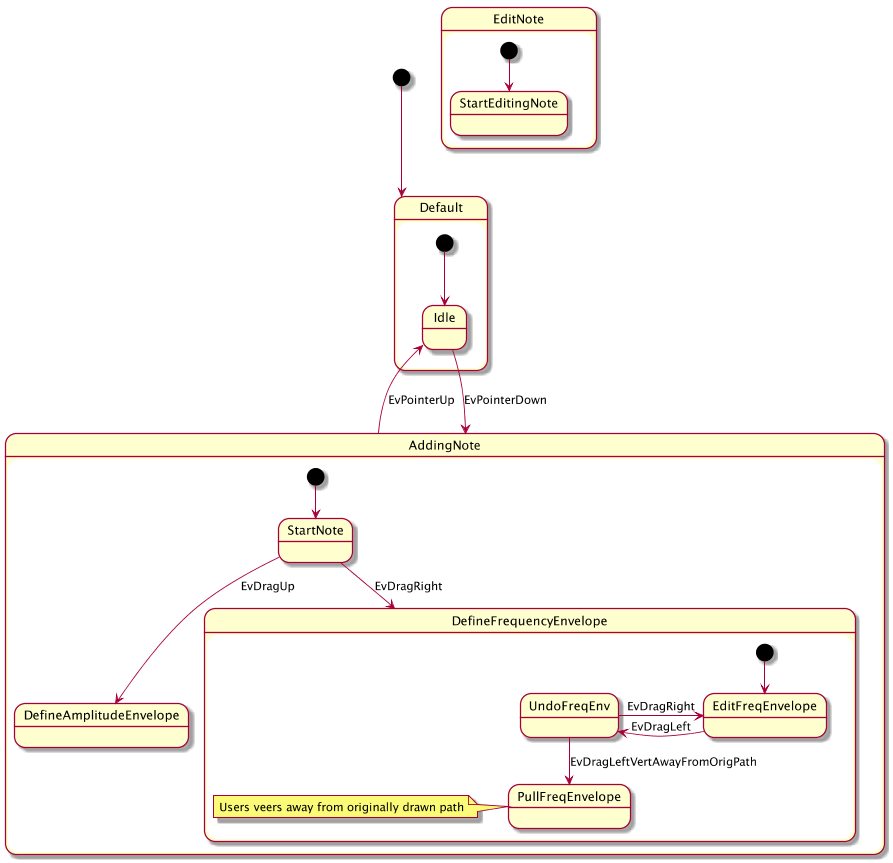 EditNote
StartEditingNote
Default
Idle
EvPointerUp
EvPointerDown
AddingNote
StartNote
EvDragUp
EvDragRight
DefineFrequencyEnvelope
DefineAmplitudeEnvelope
UndoFreqEnv
EvDragRight
EditFreqEnvelope
EvDragLeft
EvDragLeftVertAwayFromOrigPath
Users veers away from originally drawn path
PullFreqEnvelope